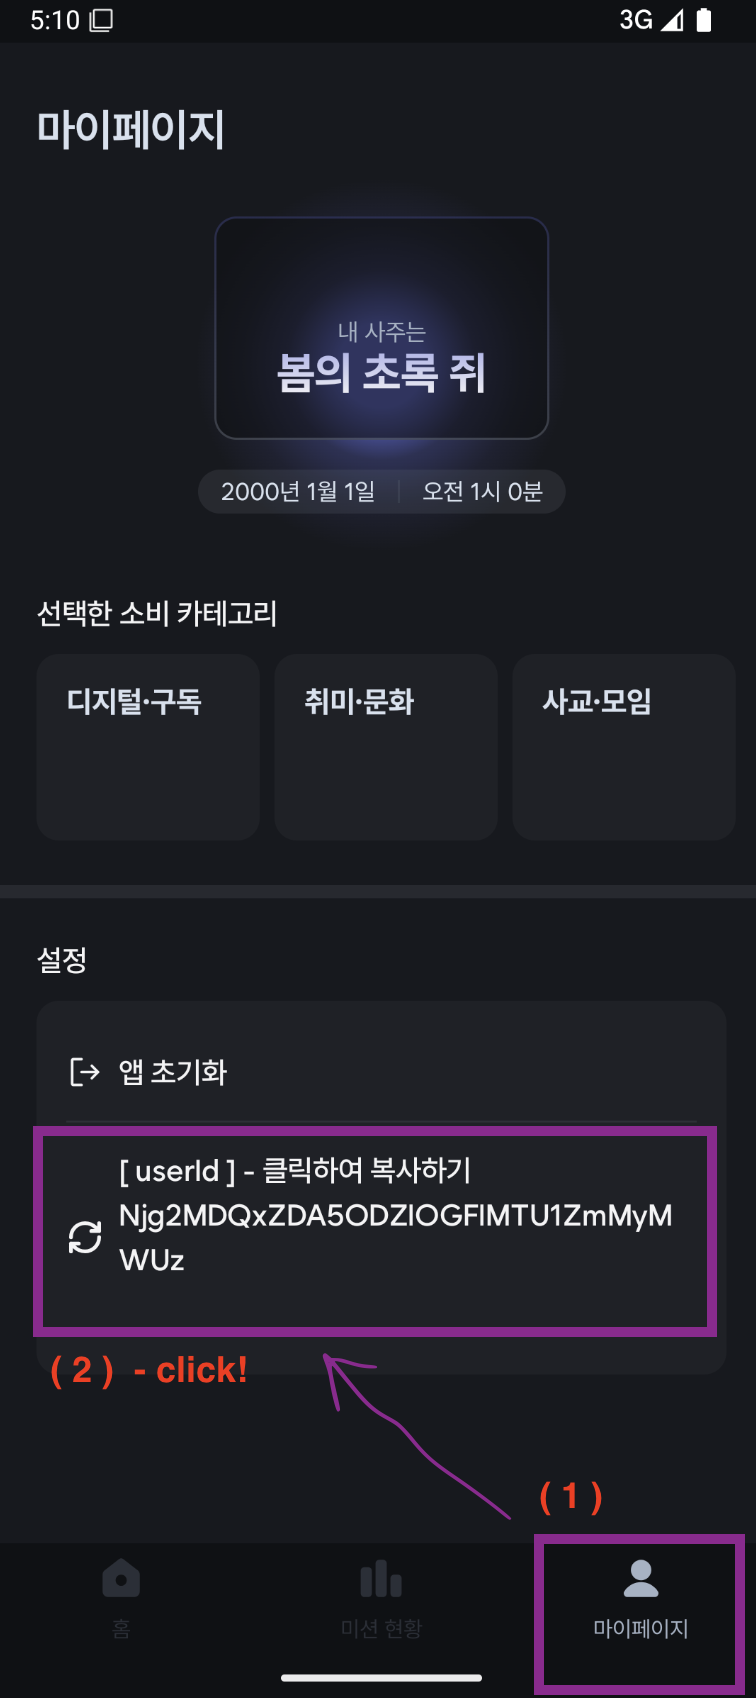 5:10
3G
마이페이지
내 사주는
봄의 초록 쥐
2000년 1월 1일 오전 1시 0분
선택한 소비 카테고리
디지털·구독 취미·문화 사교·모임
설정
앱 초기화
[ userId ] - 클릭하여 복사하기
Njg2MDQxZDA5ODZlOGFlMTU1ZmMyM
WUz
( 2 ) - click!
( 1 )
홈 미션 현황 마이페이지